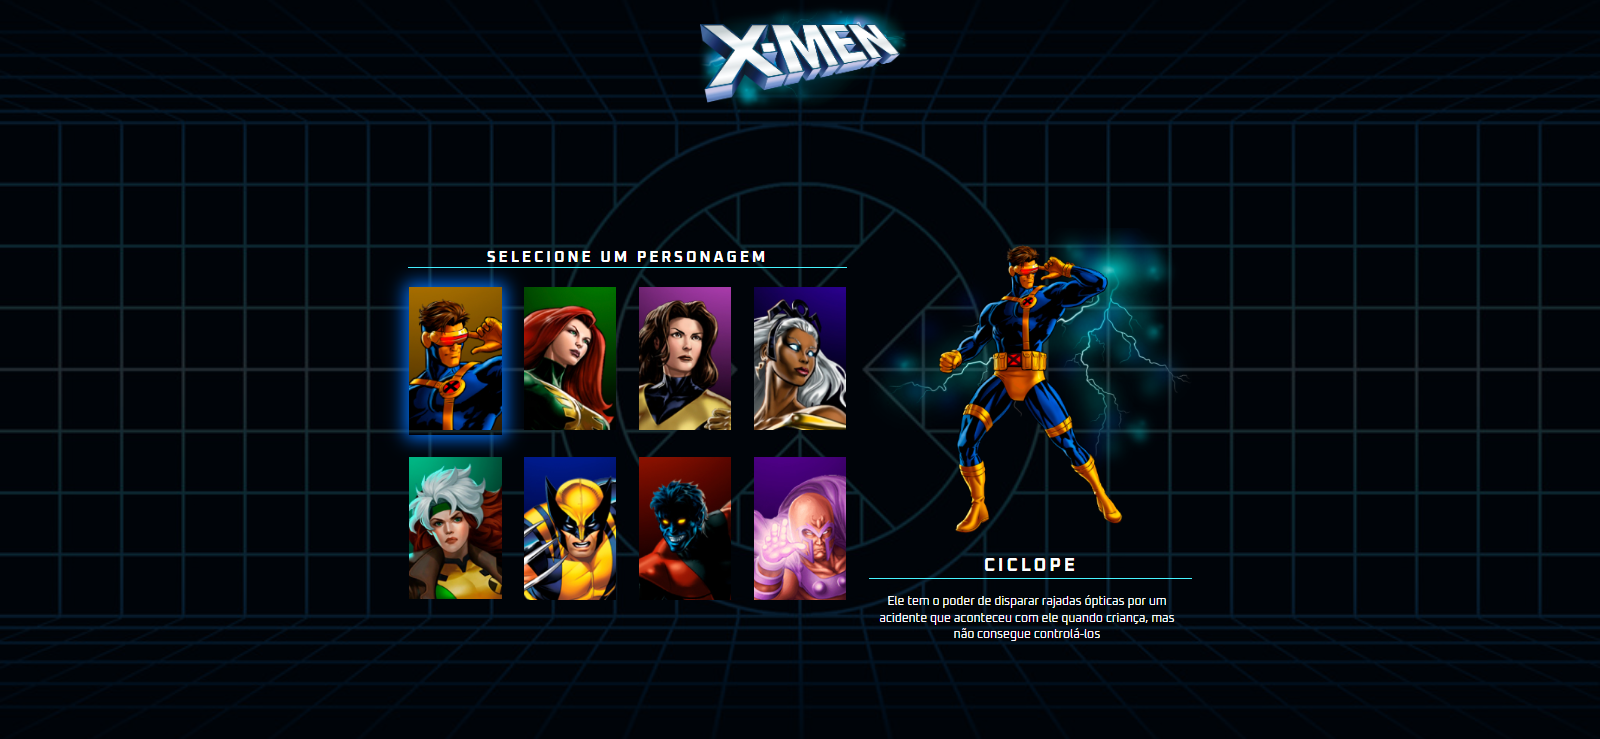 X-MEN
SELECIONE UM PERSONAGEM
CICLOPE
Ele tem o poder de disparar rajadas ópticas por um
acidente que aconteceu com ele quando criança, mas
não consegue controlá-los